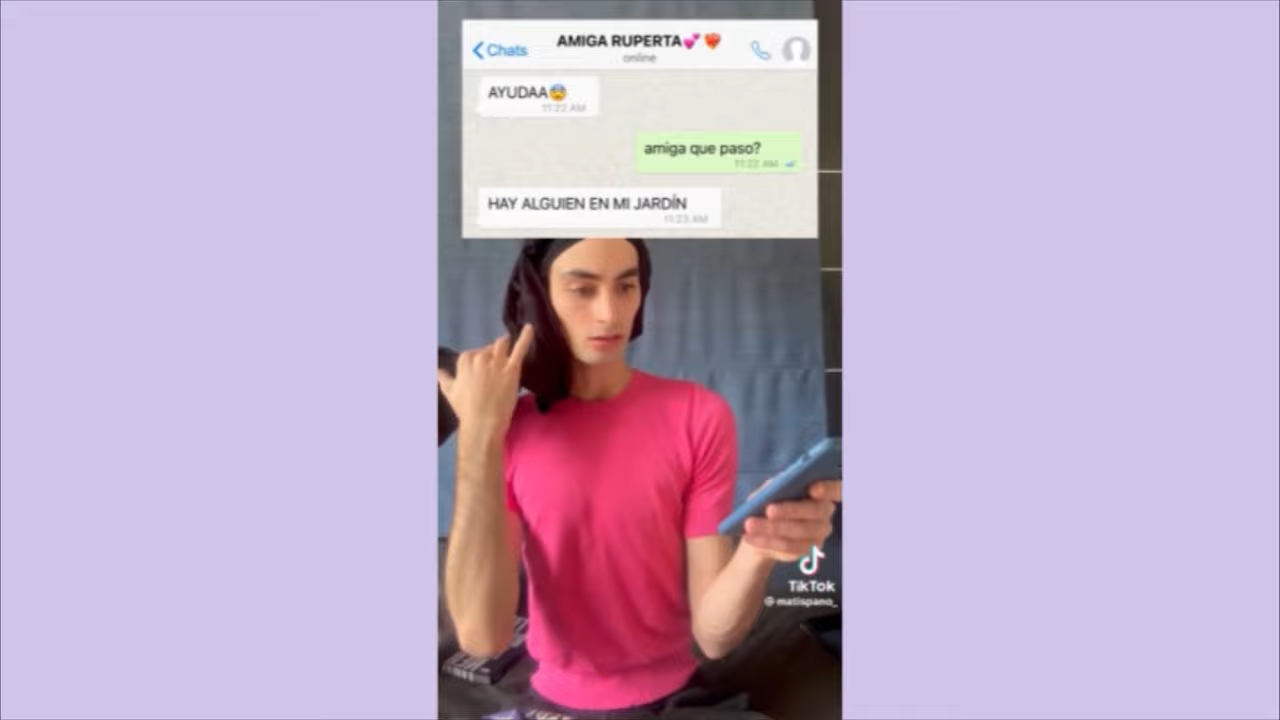 Chats
AMIGA RUPERTA💕❤️‍🔥
online
AYUDAA😨
11:22 AM
amiga que paso?
11:22 AM
HAY ALGUIEN EN MI JARDÍN
11:23 AM
TikTok
@matispano_